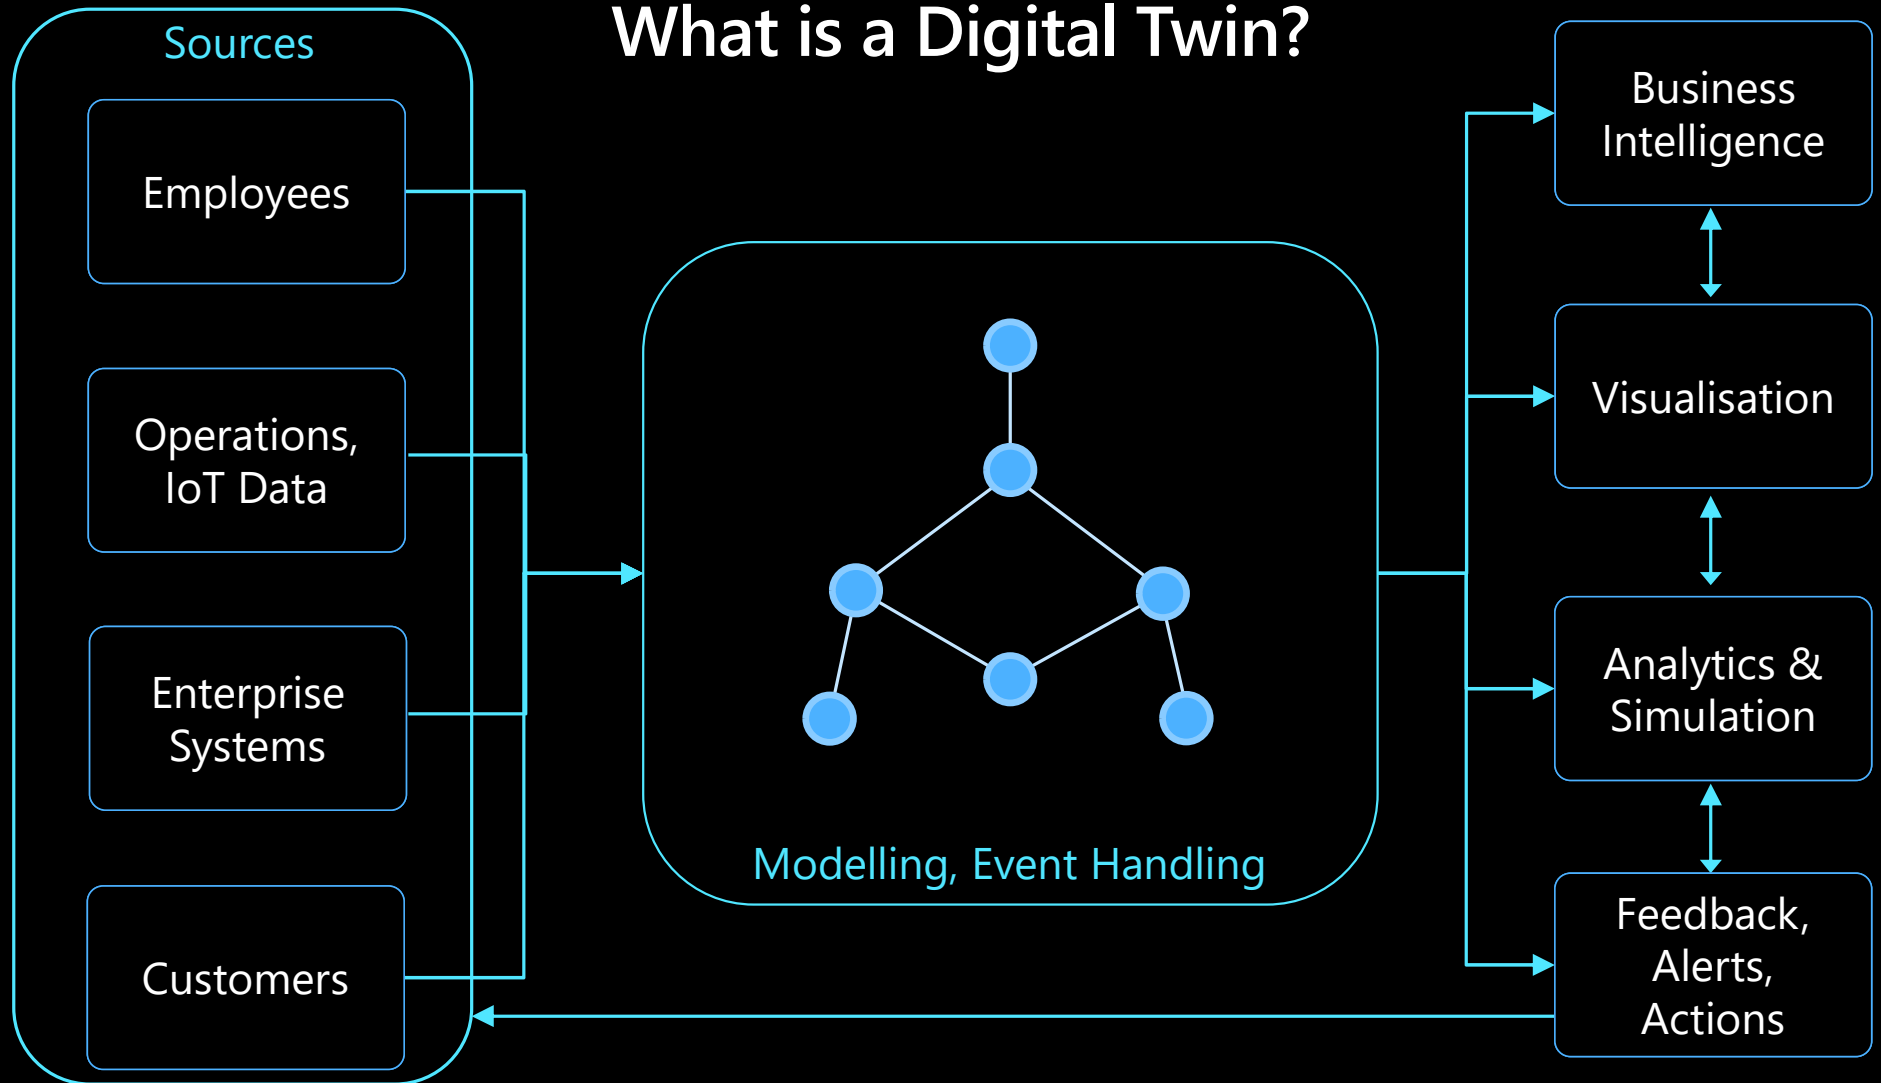 What is a Digital Twin?
Sources
Employees
Operations,
IoT Data
Enterprise
Systems
Customers
Modelling, Event Handling
Business
Intelligence
Visualisation
Analytics &
Simulation
Feedback,
Alerts,
Actions